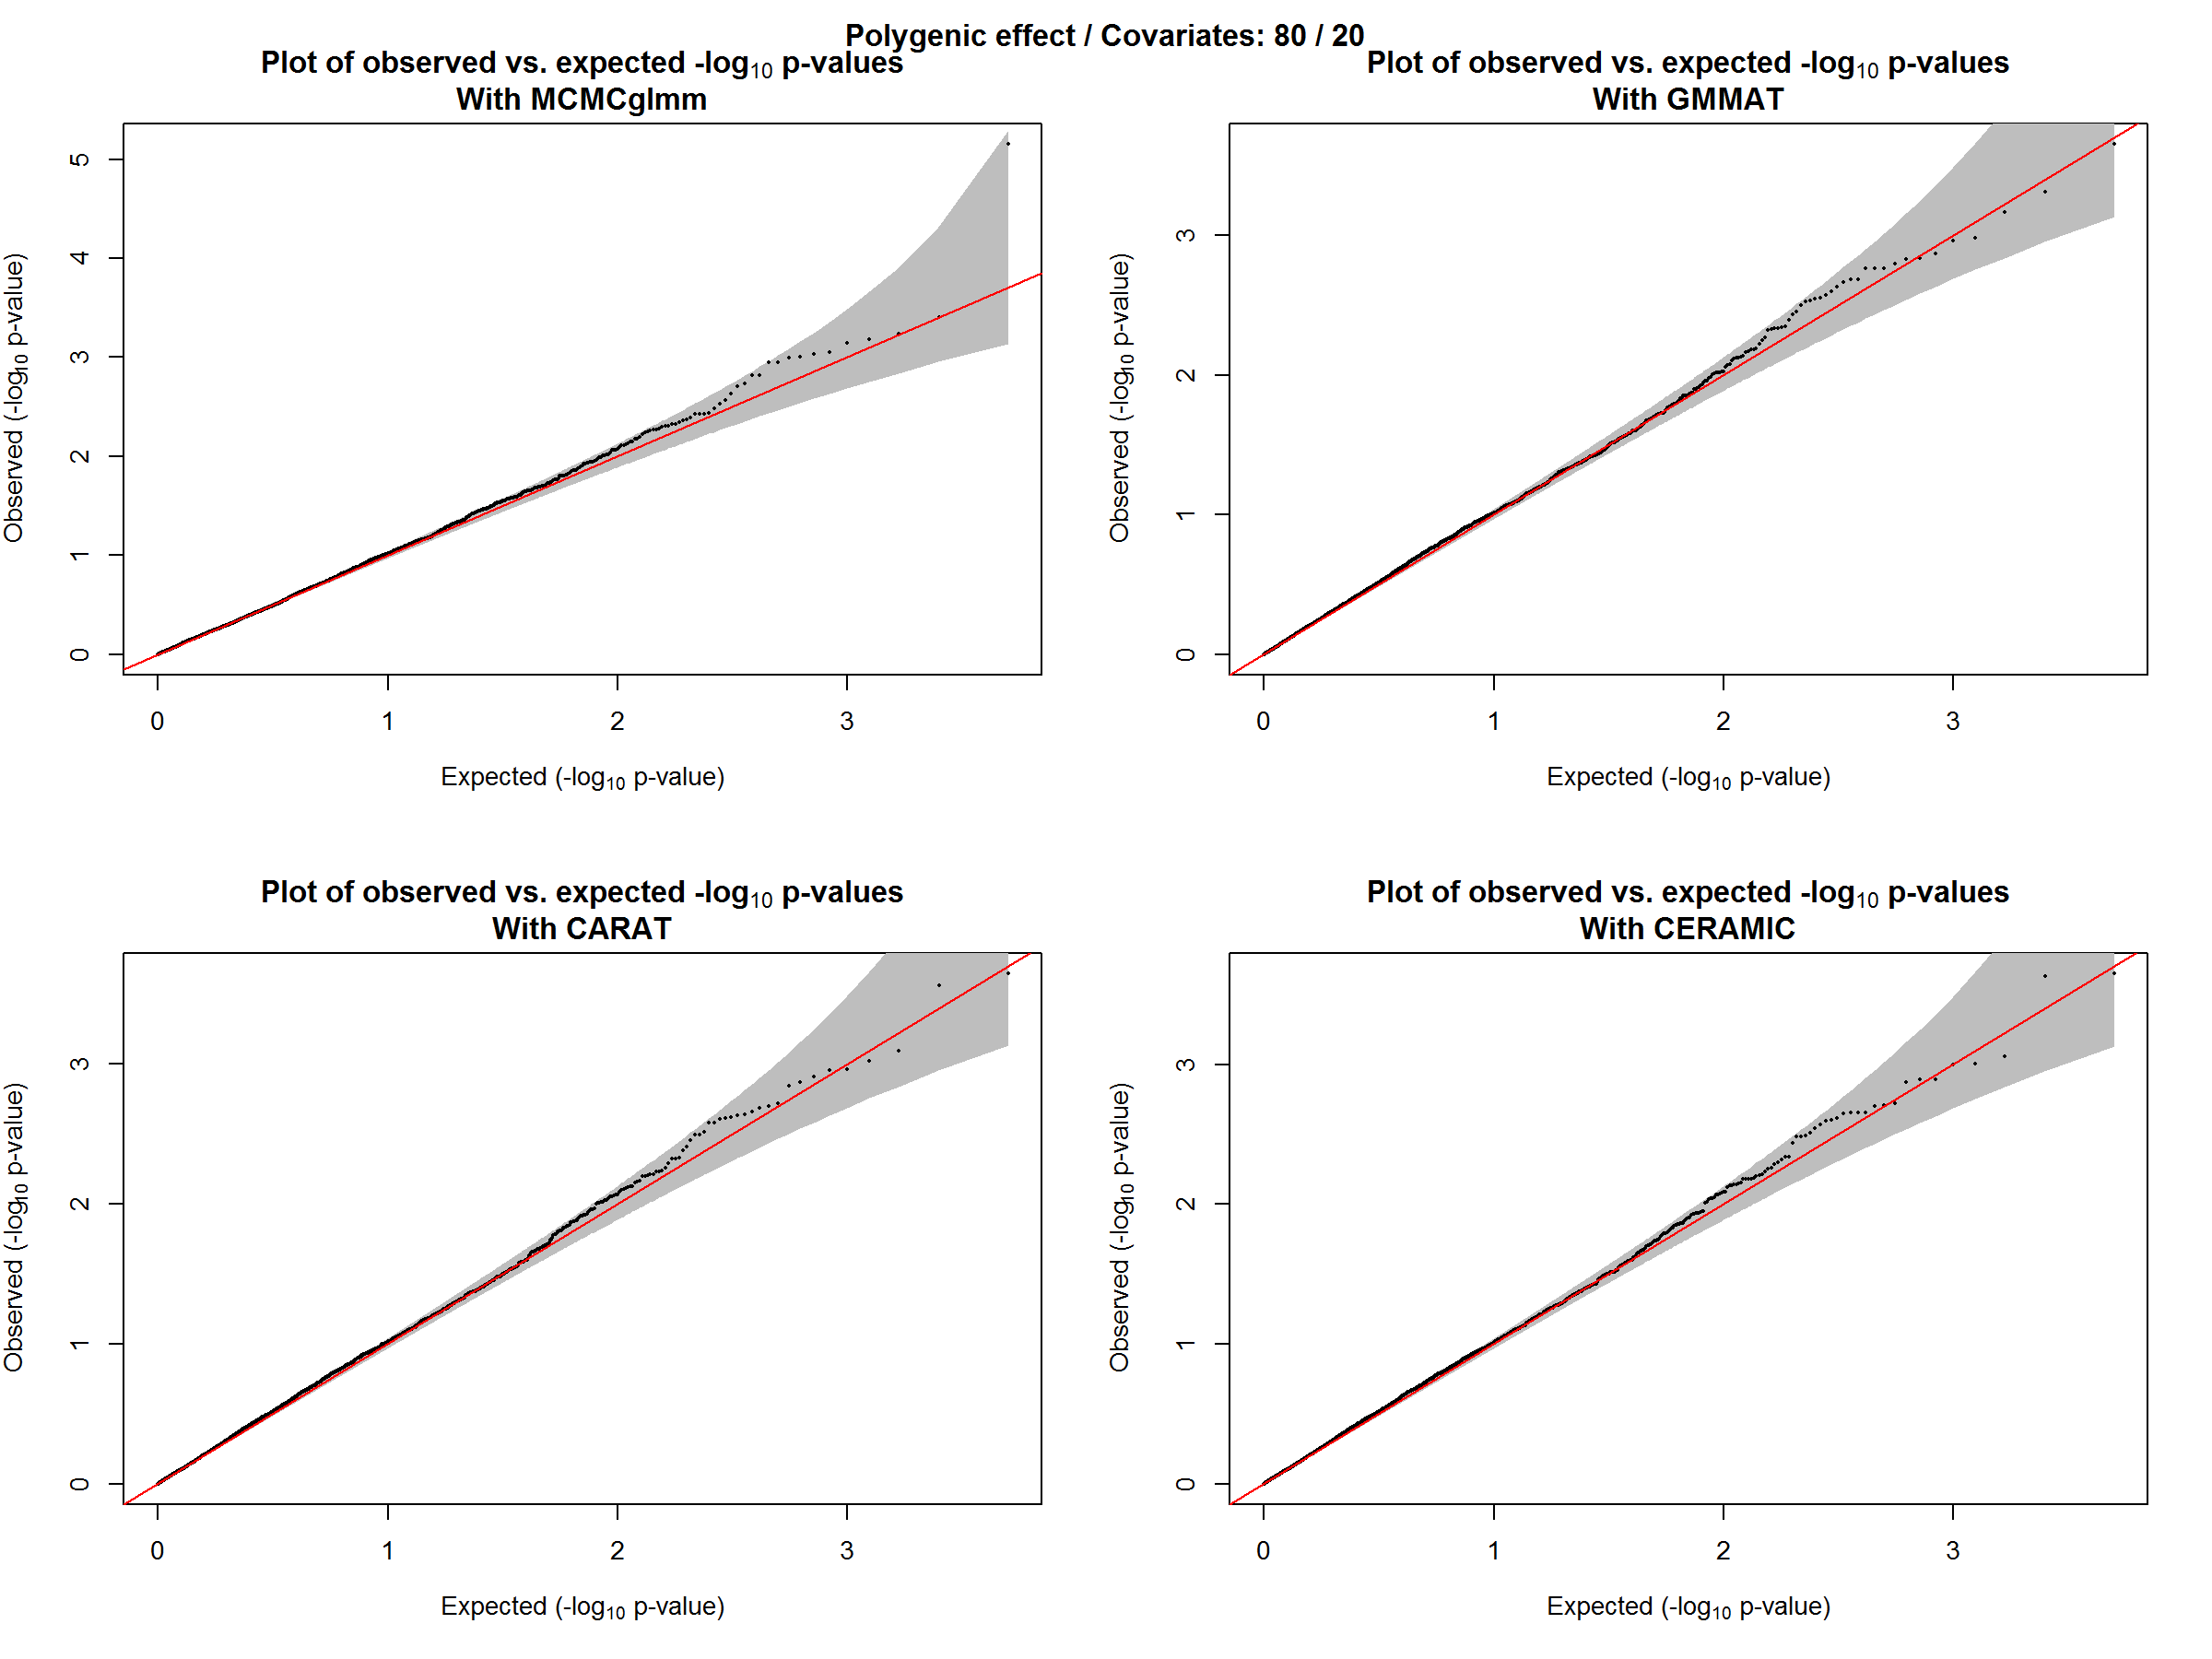 Polygenic effect / Covariates: 80 / 20
Plot of observed vs. expected -log10 p-values
With MCMCglmm
Observed (-log10 p-value)
5
4
3
2
1
0
0 1 2 3
Expected (-log10 p-value)
Plot of observed vs. expected -log10 p-values
With GMMAT
Observed (-log10 p-value)
3
2
1
0
0 1 2 3
Expected (-log10 p-value)
Plot of observed vs. expected -log10 p-values
With CARAT
Observed (-log10 p-value)
3
2
1
0
0 1 2 3
Expected (-log10 p-value)
Plot of observed vs. expected -log10 p-values
With CERAMIC
Observed (-log10 p-value)
3
2
1
0
0 1 2 3
Expected (-log10 p-value)